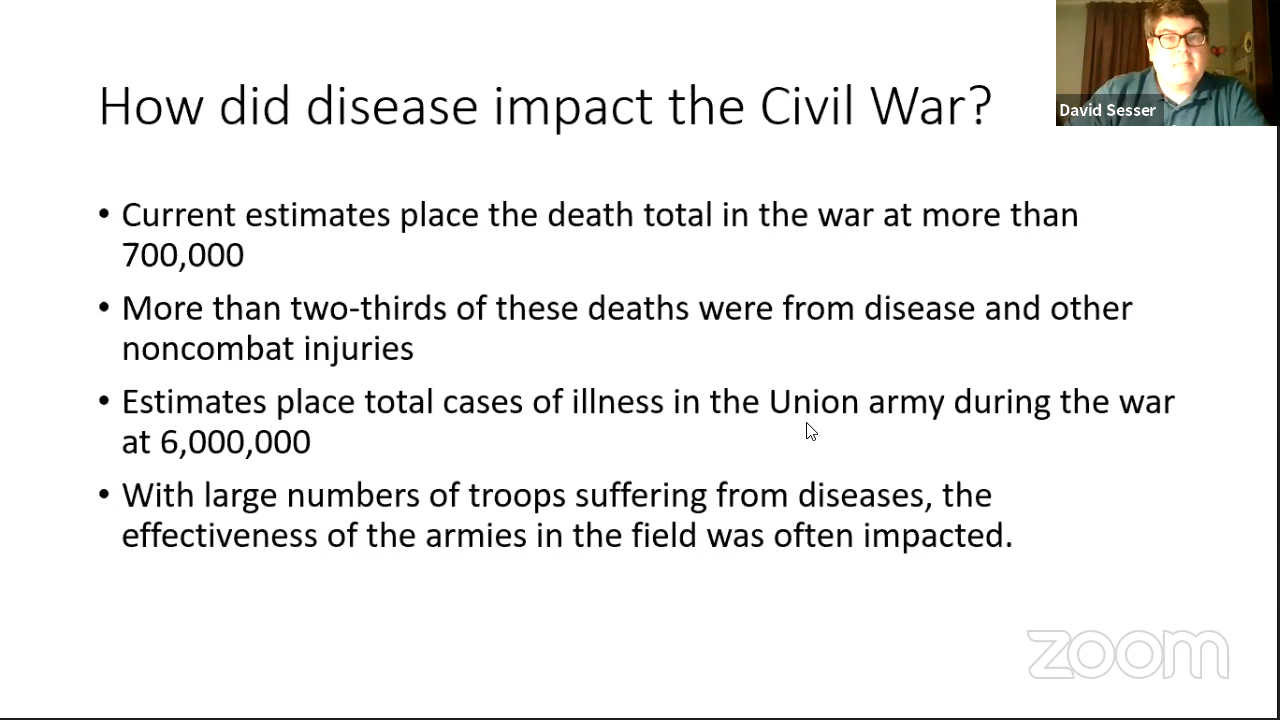 How did disease impact the Civil War?
David Sesser
• Current estimates place the death total in the war at more than
700,000
• More than two-thirds of these deaths were from disease and other
noncombat injuries
• Estimates place total cases of illness in the Union army during the war
at 6,000,000
• With large numbers of troops suffering from diseases, the
effectiveness of the armies in the field was often impacted.
zoom